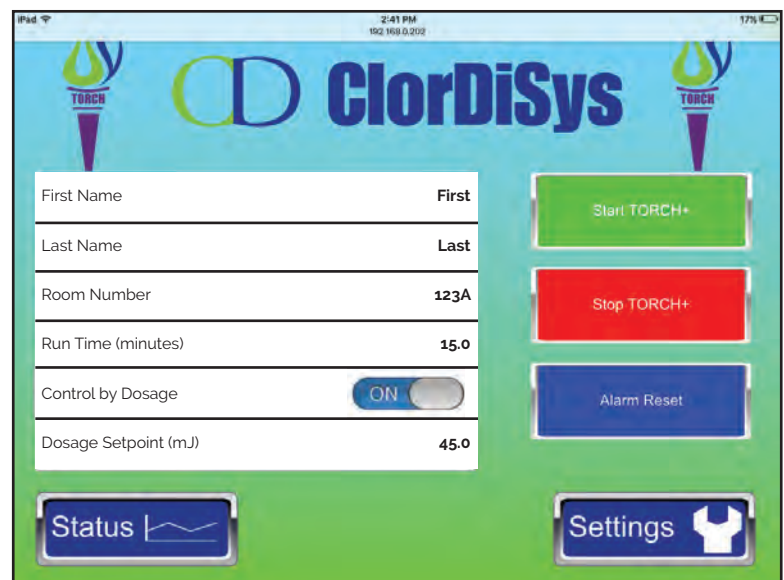 iPad 2:41 PM 17%
192.168.0.202
TORCH CD ClorDiSys TORCH
First Name First
Last Name Last
Room Number 123A
Run Time (minutes) 15.0
Control by Dosage ON
Dosage Setpoint (mJ) 45.0
Start TORCH+
Stop TORCH+
Alarm Reset
Status
Settings